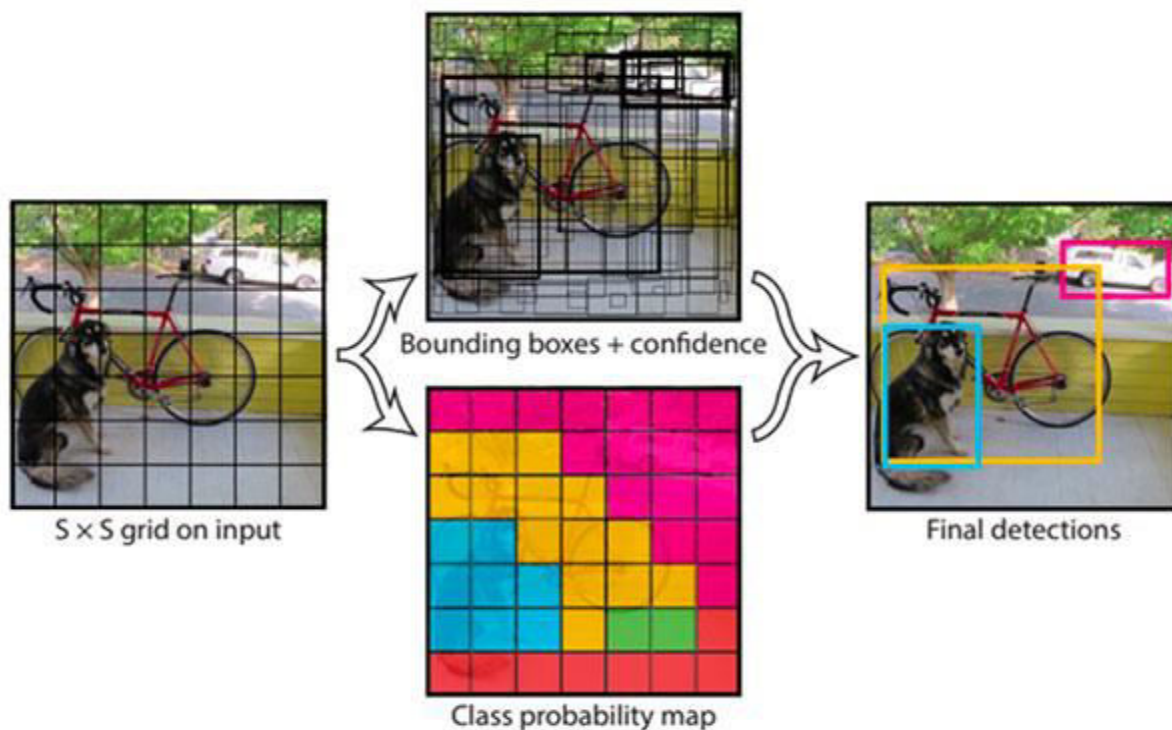 Bounding boxes + confidence
S × S grid on input
Final detections
Class probability map